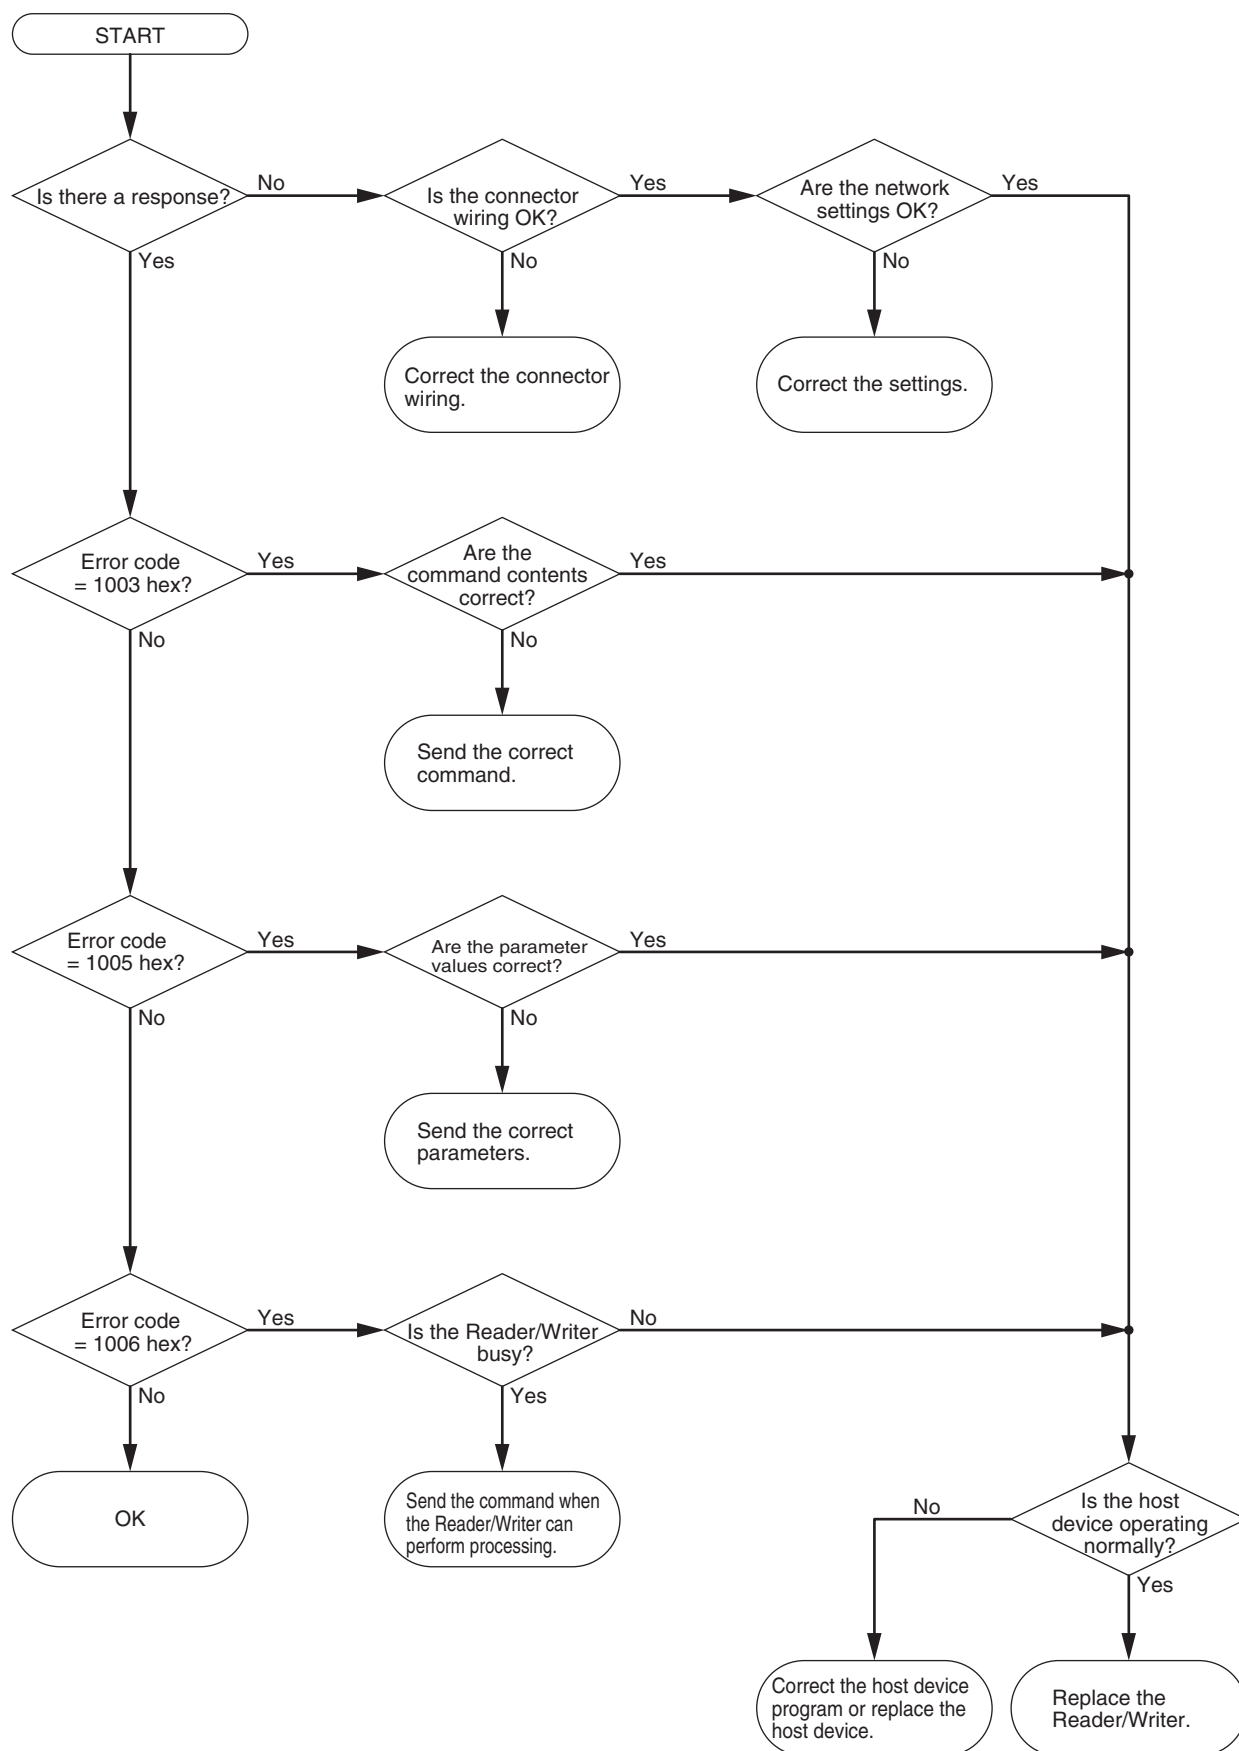 START
Is there a response?
No
Is the connector
wiring OK?
Yes
Are the network
settings OK?
Yes
Yes
No
No
Correct the connector
wiring.
Correct the settings.
Error code
= 1003 hex?
Yes
Are the
command contents
correct?
Yes
No
No
Send the correct
command.
Error code
= 1005 hex?
Yes
Are the parameter
values correct?
Yes
No
No
Send the correct
parameters.
Error code
= 1006 hex?
Yes
Is the Reader/Writer
busy?
No
No
Yes
OK
Send the command when
the Reader/Writer can
perform processing.
No
Is the host
device operating
normally?
Yes
Correct the host device
program or replace the
host device.
Replace the
Reader/Writer.